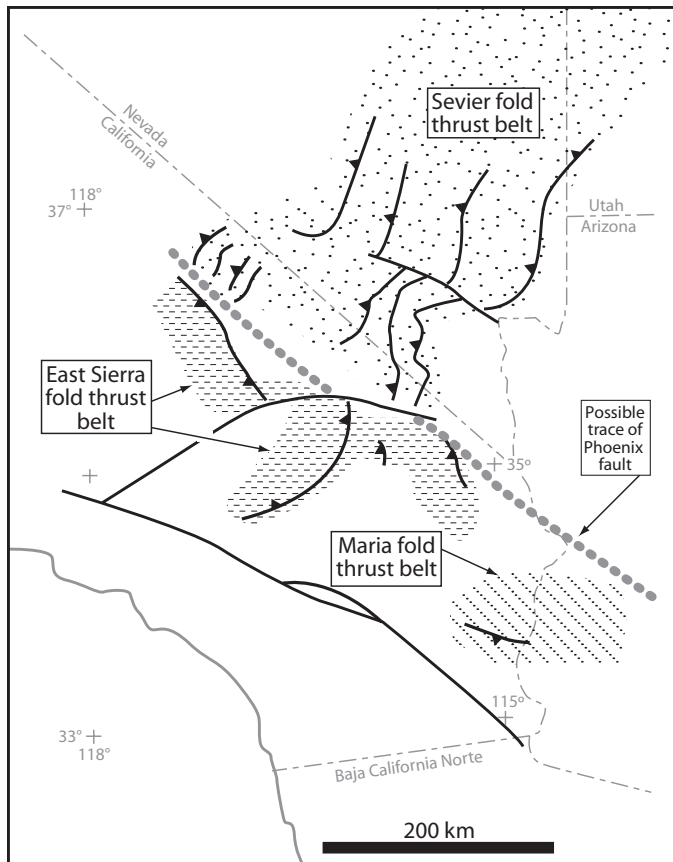 Sevier fold
thrust belt
Nevada
California
118°
37°
Utah
Arizona
East Sierra
fold thrust
belt
Possible
trace of
Phoenix
fault
35°
Maria fold
thrust belt
115°
33°
118°
Baja California Norte
200 km